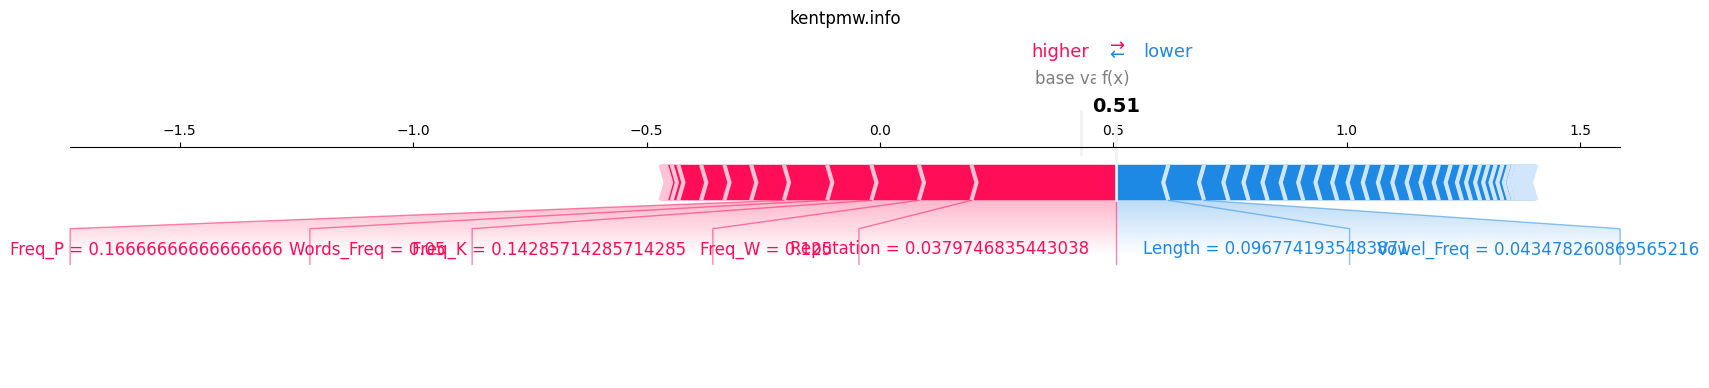 kentpmw.info
higher ⇄ lower
base va f(x)
0.51
−1.5 −1.0 −0.5 0.0 0.5 1.0 1.5
Freq_P = 0.16666666666666666 Words_Freq = 0.05 Freq_K = 0.14285714285714285 Freq_W = 0.125 Reputation = 0.0379746835443038 Length = 0.0967741935483871 Vowel_Freq = 0.043478260869565216